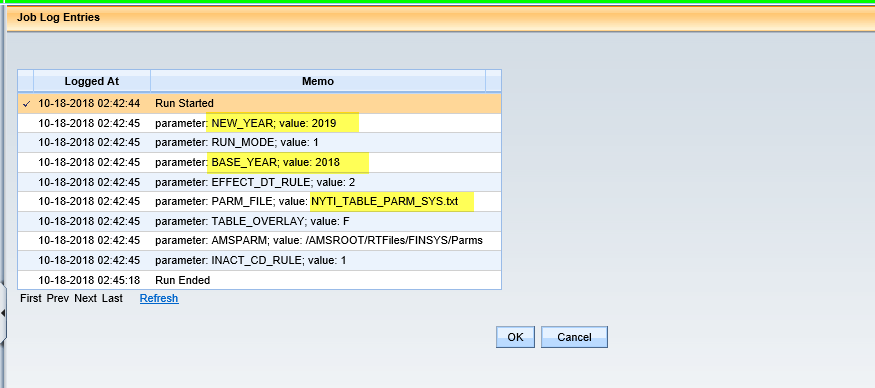 Job Log Entries
Logged At Memo
10-18-2018 02:42:44 Run Started
10-18-2018 02:42:45 parameter: NEW_YEAR; value: 2019
10-18-2018 02:42:45 parameter: RUN_MODE; value: 1
10-18-2018 02:42:45 parameter: BASE_YEAR; value: 2018
10-18-2018 02:42:45 parameter: EFFECT_DT_RULE; value: 2
10-18-2018 02:42:45 parameter: PARM_FILE; value: NYTI_TABLE_PARM_SYS.txt
10-18-2018 02:42:45 parameter: TABLE_OVERLAY; value: F
10-18-2018 02:42:45 parameter: AMSPARM; value: /AMSROOT/RTFiles/FINSYS/Parms
10-18-2018 02:42:45 parameter: INACT_CD_RULE; value: 1
10-18-2018 02:45:18 Run Ended
First Prev Next Last Refresh
OK Cancel